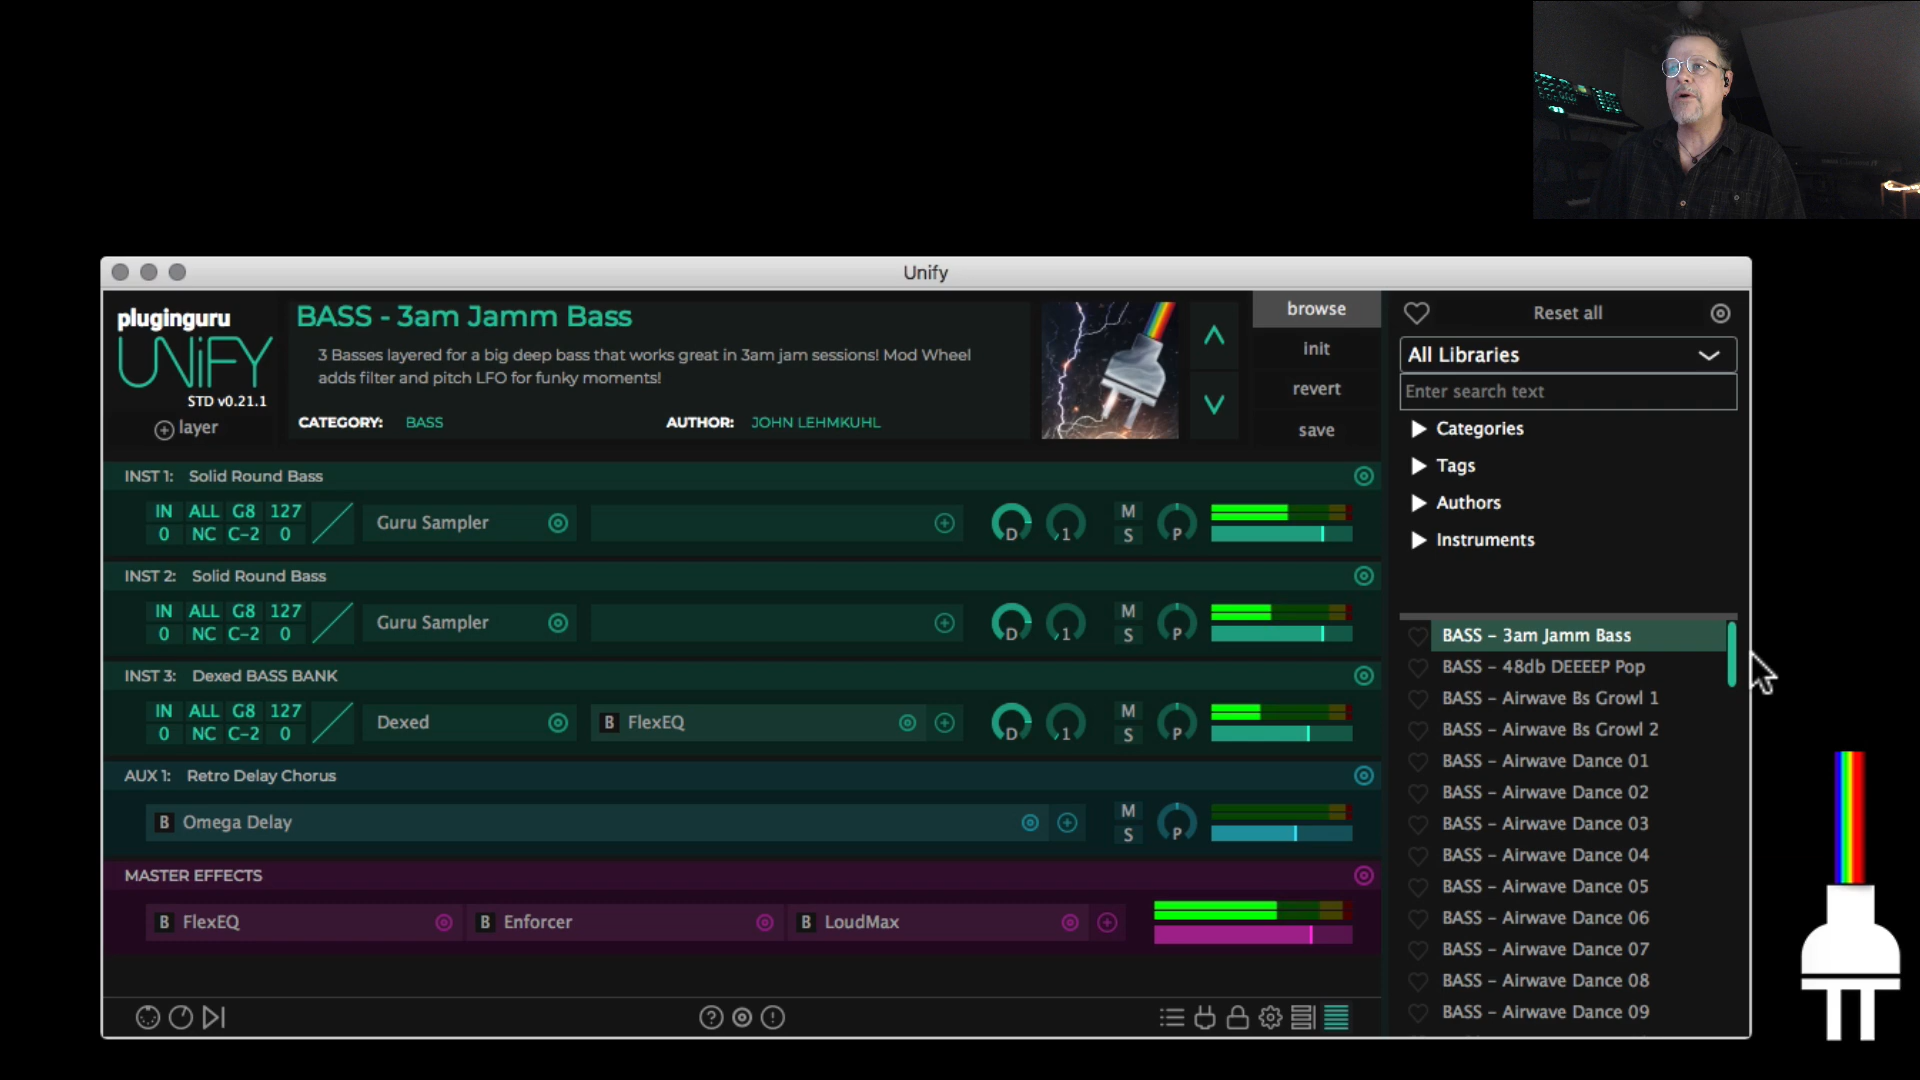 Unify
pluginguru
UNiFY
STD v0.21.1
layer
BASS - 3am Jamm Bass
3 Basses layered for a big deep bass that works great in 3am jam sessions! Mod Wheel
adds filter and pitch LFO for funky moments!
CATEGORY: BASS AUTHOR: JOHN LEHMKUHL
browse
init
revert
save
INST 1: Solid Round Bass
IN ALL G8 127
0 NC C-2 0
Guru Sampler
D 1 M S P
INST 2: Solid Round Bass
IN ALL G8 127
0 NC C-2 0
Guru Sampler
D 1 M S P
INST 3: Dexed BASS BANK
IN ALL G8 127
0 NC C-2 0
Dexed
B FlexEQ
D 1 M S P
AUX 1: Retro Delay Chorus
B Omega Delay
M S P
MASTER EFFECTS
B FlexEQ B Enforcer B LoudMax
Reset all
All Libraries
Enter search text
Categories
Tags
Authors
Instruments
BASS - 3am Jamm Bass
BASS - 48db DEEEEP Pop
BASS - Airwave Bs Growl 1
BASS - Airwave Bs Growl 2
BASS - Airwave Dance 01
BASS - Airwave Dance 02
BASS - Airwave Dance 03
BASS - Airwave Dance 04
BASS - Airwave Dance 05
BASS - Airwave Dance 06
BASS - Airwave Dance 07
BASS - Airwave Dance 08
BASS - Airwave Dance 09